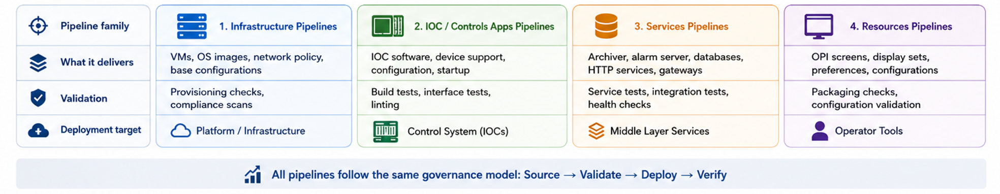 Pipeline family
1. Infrastructure Pipelines
2. IOC / Controls Apps Pipelines
3. Services Pipelines
4. Resources Pipelines
What it delivers
VMs, OS images, network policy,
base configurations
IOC software, device support,
configuration, startup
Archiver, alarm server, databases,
HTTP services, gateways
OPI screens, display sets,
preferences, configurations
Validation
Provisioning checks,
compliance scans
Build tests, interface tests,
linting
Service tests, integration tests,
health checks
Packaging checks,
configuration validation
Deployment target
Platform / Infrastructure
Control System (IOCs)
Middle Layer Services
Operator Tools
All pipelines follow the same governance model: Source → Validate → Deploy → Verify